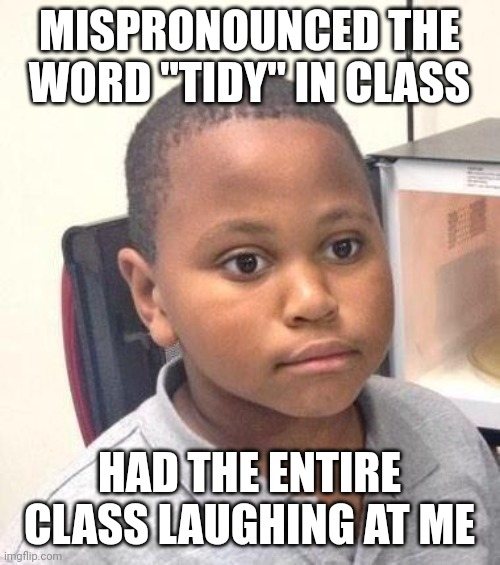 MISPRONOUNCED THE
WORD "TIDY" IN CLASS
HAD THE ENTIRE
CLASS LAUGHING AT ME
imgflip.com